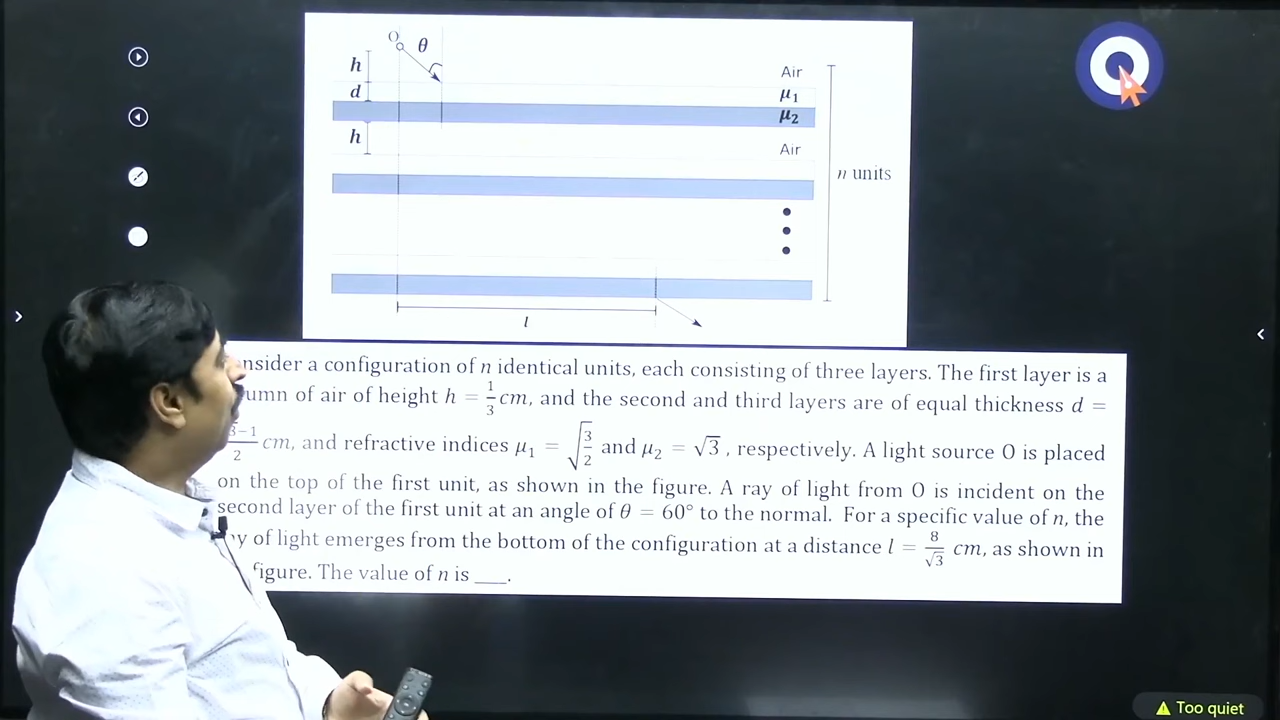 O θ
h Air
d μ₁
μ₂
h Air
n units
l
nsider a configuration of n identical units, each consisting of three layers. The first layer is a
umn of air of height h = 1/3 cm, and the second and third layers are of equal thickness d =
3−1/2 cm, and refractive indices μ₁ = √(3/2) and μ₂ = √3 , respectively. A light source O is placed
on the top of the first unit, as shown in the figure. A ray of light from O is incident on the
second layer of the first unit at an angle of θ = 60° to the normal. For a specific value of n, the
y of light emerges from the bottom of the configuration at a distance l = 8/√3 cm, as shown in
figure. The value of n is ___.
Too quiet